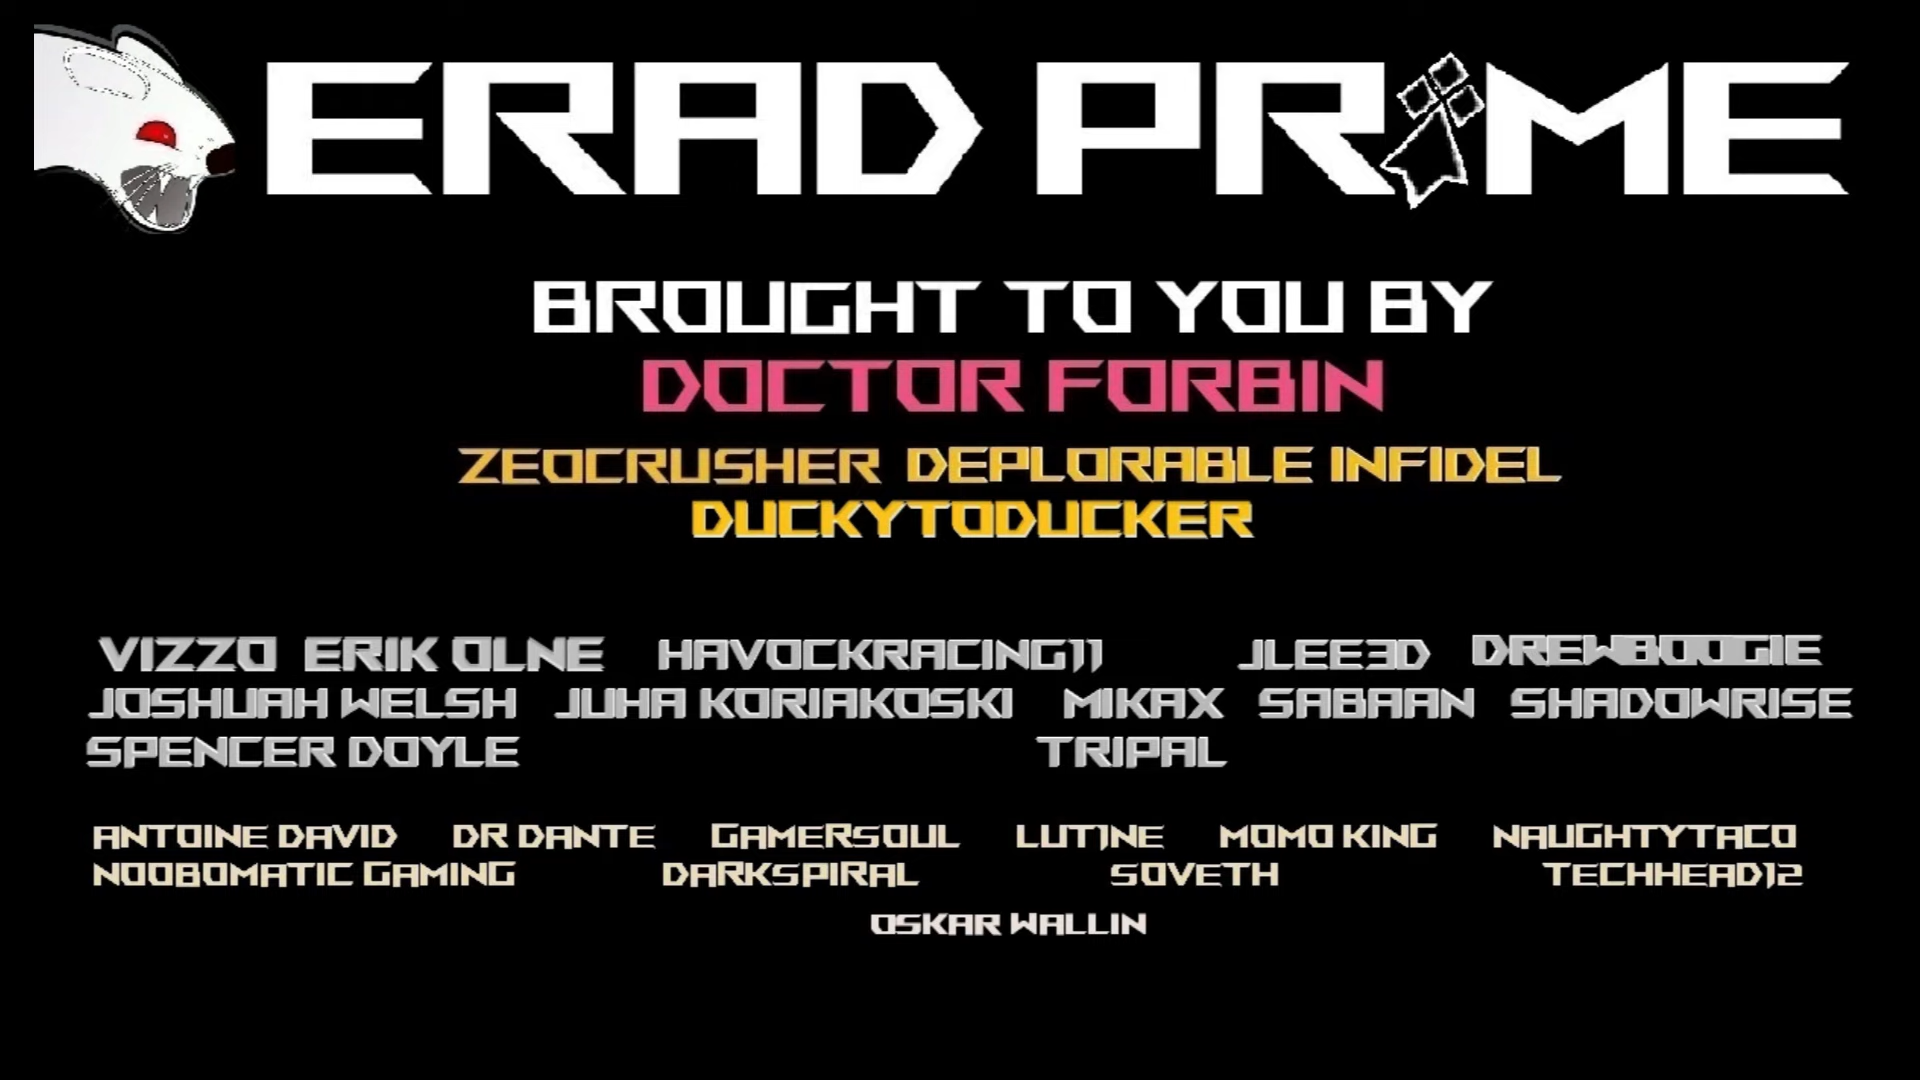 ERAD PRIME
BROUGHT TO YOU BY
DOCTOR FORBIN
ZEOCRUSHER DEPLORABLE INFIDEL
DUCKYTODUCKER
VIZZO ERIK OLNE HAVOCKRACING11 JLEE3D DREWBOOGIE
JOSHUAH WELSH JUHA KORIAKOSKI MIKAX SABAAN SHADOWRISE
SPENCER DOYLE TRIPAL
ANTOINE DAVID DR DANTE GAMERSOUL LUT1NE MOMO KING NAUGHTYTACO
NOOBOMATIC GAMING DARKSPIRAL SOVETH TECHHEAD12
OSKAR WALLIN